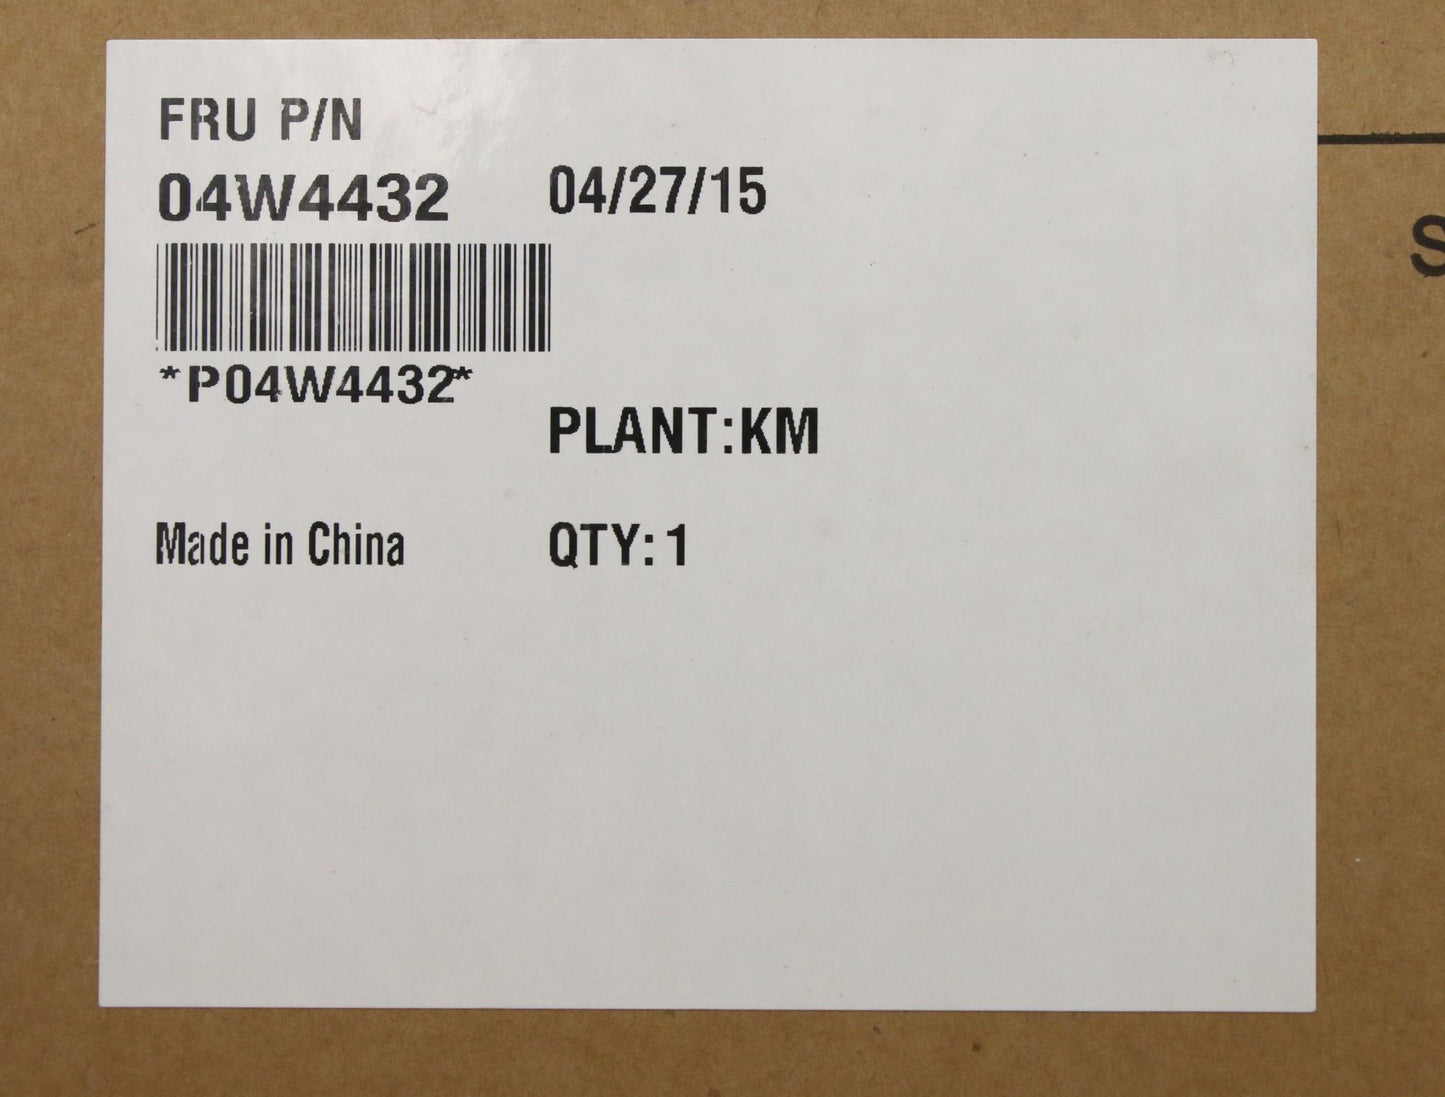 FRU P/N
04W4432 04/27/15
*P04W4432*
PLANT:KM
Made in China QTY: 1
S